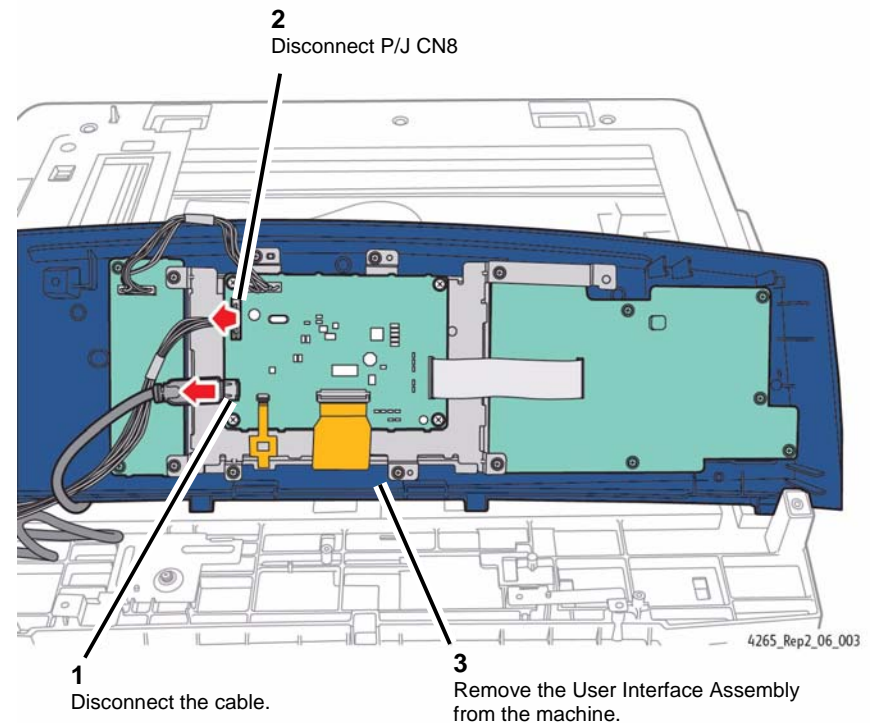 2
Disconnect P/J CN8
4265_Rep2_06_003
1
Disconnect the cable.
3
Remove the User Interface Assembly
from the machine.